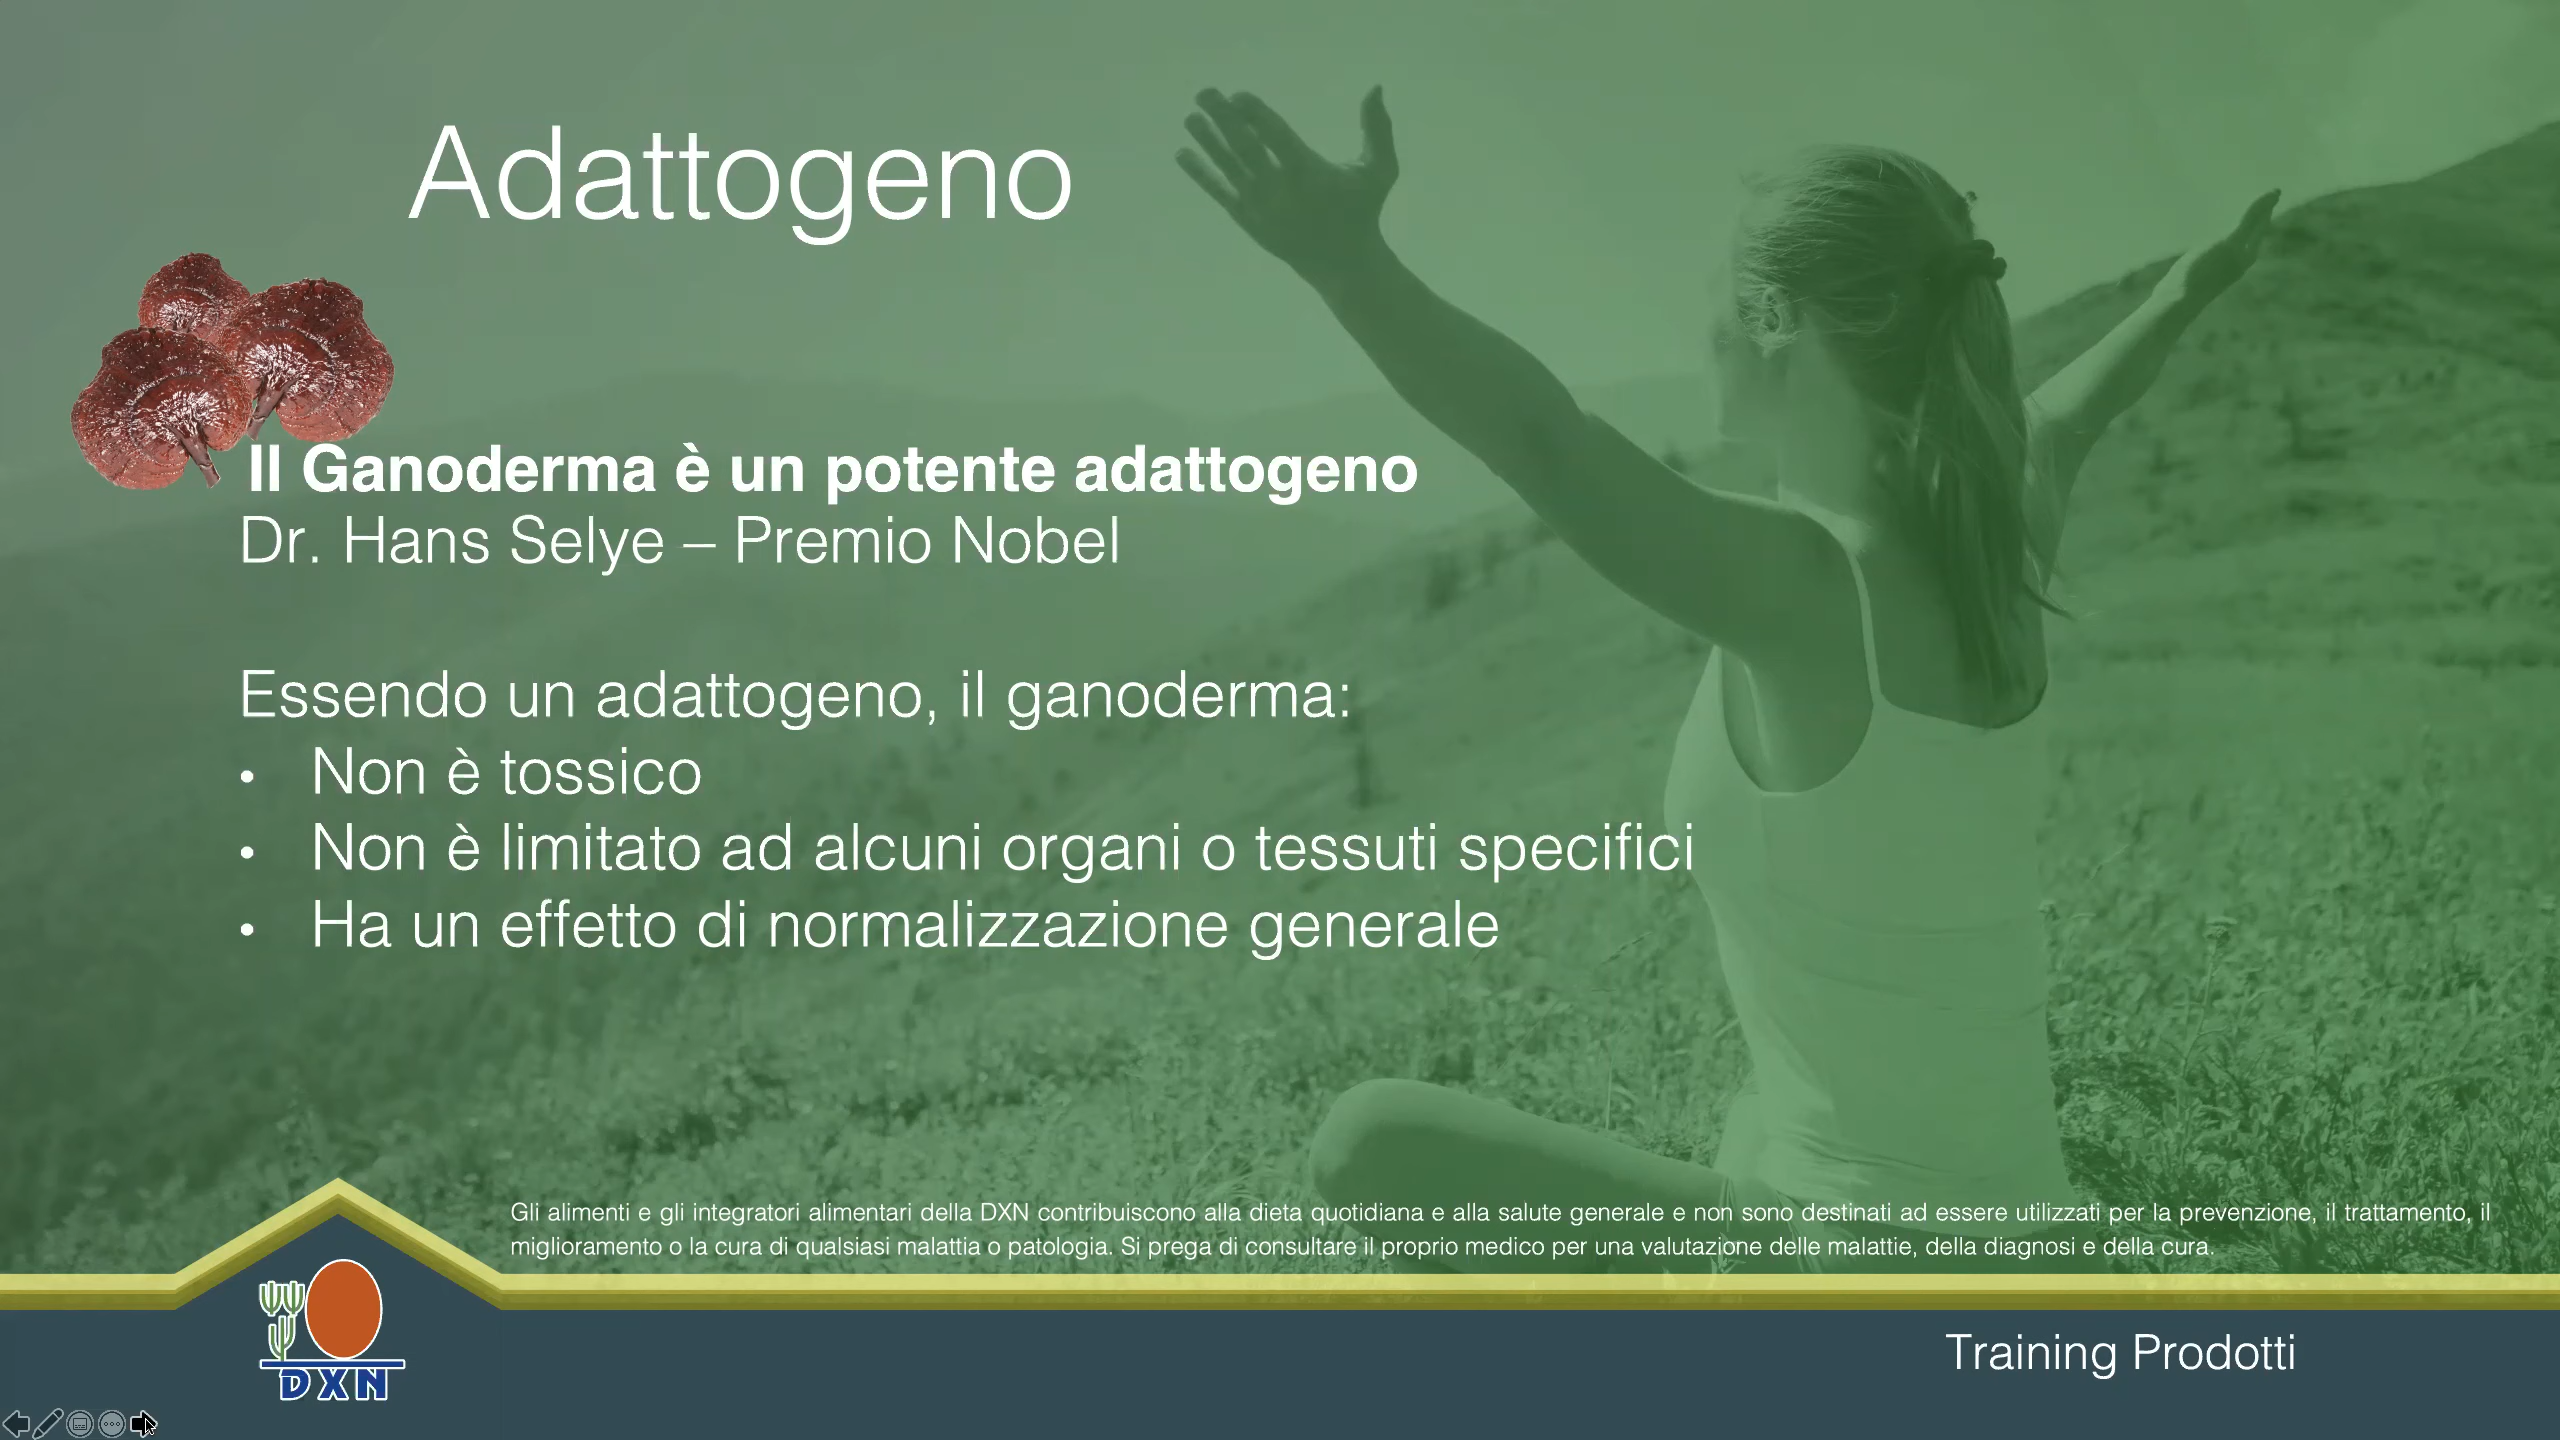 Adattogeno
Il Ganoderma è un potente adattogeno
Dr. Hans Selye – Premio Nobel
Essendo un adattogeno, il ganoderma:
• Non è tossico
• Non è limitato ad alcuni organi o tessuti specifici
• Ha un effetto di normalizzazione generale
Gli alimenti e gli integratori alimentari della DXN contribuiscono alla dieta quotidiana e alla salute generale e non sono destinati ad essere utilizzati per la prevenzione, il trattamento, il
miglioramento o la cura di qualsiasi malattia o patologia. Si prega di consultare il proprio medico per una valutazione delle malattie, della diagnosi e della cura.
DXN
Training Prodotti